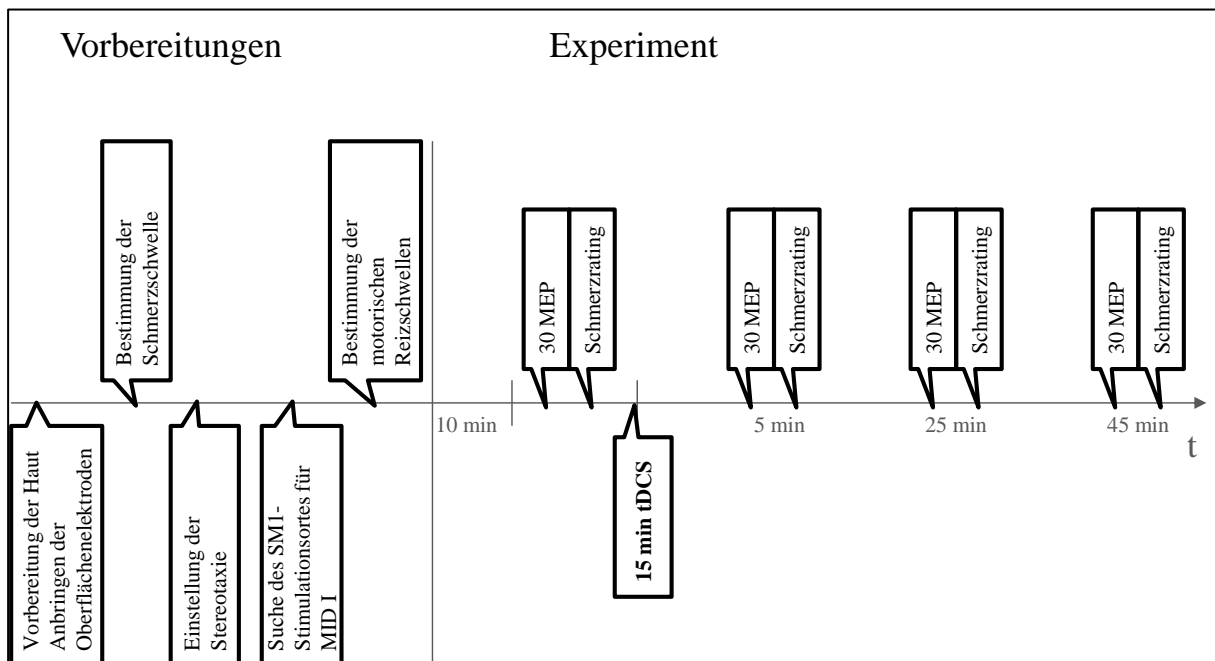 Vorbereitungen
Experiment
Vorbereitung der Haut
Anbringen der
Oberflächenelektroden
Bestimmung der
Schmerzschwelle
Einstellung der
Stereotaxie
Suche des SM1-
Stimulationsortes für
MID I
Bestimmung der
motorischen
Reizschwellen
10 min
30 MEP
Schmerzrating
15 min tDCS
30 MEP
Schmerzrating
5 min
30 MEP
Schmerzrating
25 min
30 MEP
Schmerzrating
45 min
t